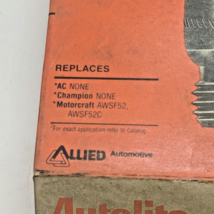 REPLACES
*AC NONE
*Champion NONE
*Motorcraft AWSF52,
AWSF52C
*For exact application refer to Catalog
ALLIED Automotive
Autolite